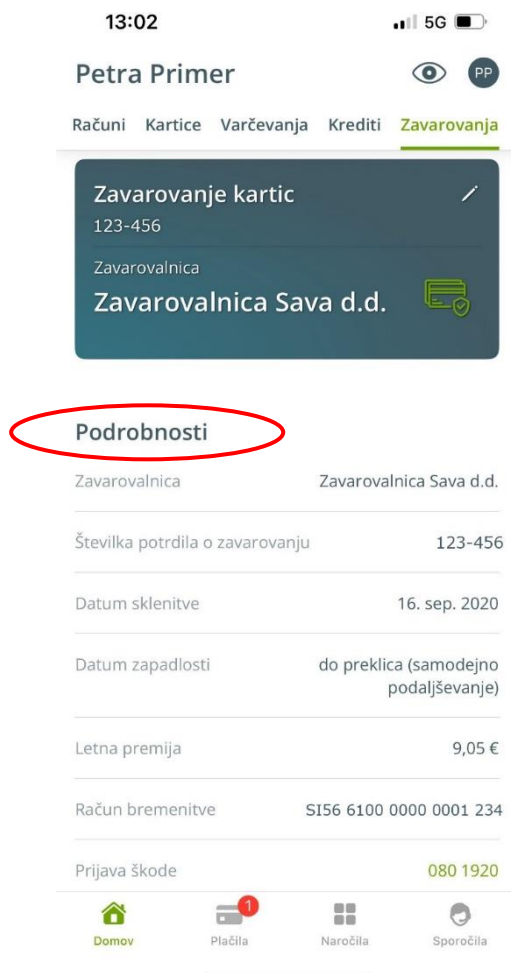 13:02 5G
Petra Primer PP
Računi Kartice Varčevanja Krediti Zavarovanja
Zavarovanje kartic
123-456
Zavarovalnica
Zavarovalnica Sava d.d.
Podrobnosti
Zavarovalnica Zavarovalnica Sava d.d.
Številka potrdila o zavarovanju 123-456
Datum sklenitve 16. sep. 2020
Datum zapadlosti do preklica (samodejno
podaljševanje)
Letna premija 9,05 €
Račun bremenitve SI56 6100 0000 0001 234
Prijava škode 080 1920
1
Domov Plačila Naročila Sporočila